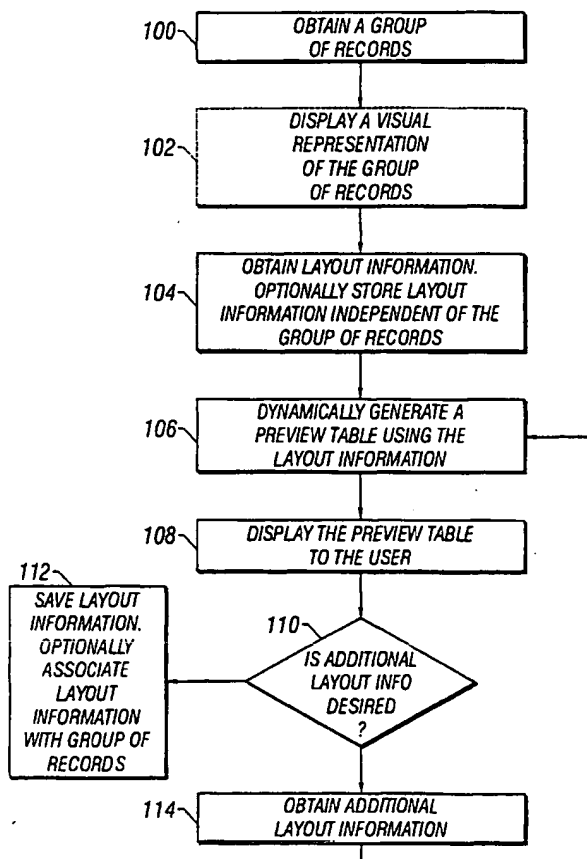 100
OBTAIN A GROUP
OF RECORDS
102
DISPLAY A VISUAL
REPRESENTATION
OF THE GROUP
OF RECORDS
104
OBTAIN LAYOUT INFORMATION.
OPTIONALLY STORE LAYOUT
INFORMATION INDEPENDENT OF THE
GROUP OF RECORDS
106
DYNAMICALLY GENERATE A
PREVIEW TABLE USING THE
LAYOUT INFORMATION
108
DISPLAY THE PREVIEW TABLE
TO THE USER
112
SAVE LAYOUT
INFORMATION.
OPTIONALLY
ASSOCIATE
LAYOUT
INFORMATION
WITH GROUP OF
RECORDS
110
IS ADDITIONAL
LAYOUT INFO
DESIRED
?
114
OBTAIN ADDITIONAL
LAYOUT INFORMATION